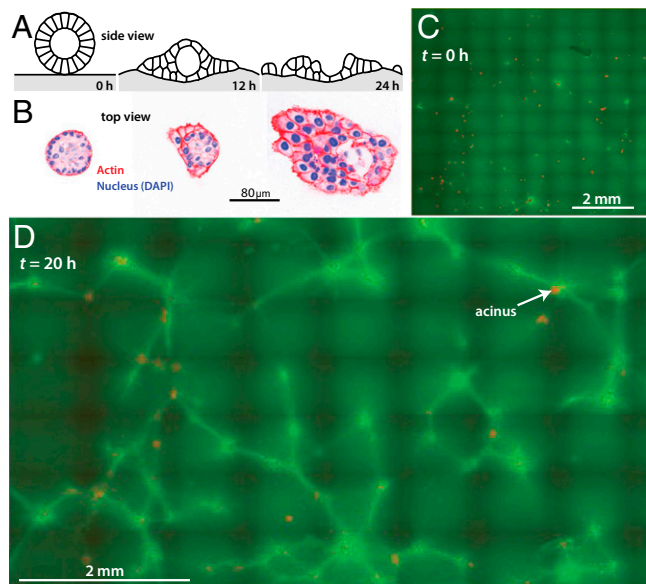 A
side view
0 h
12 h
24 h
B
top view
Actin
Nucleus (DAPI)
80µm
C
t = 0 h
2 mm
D
t = 20 h
acinus
2 mm